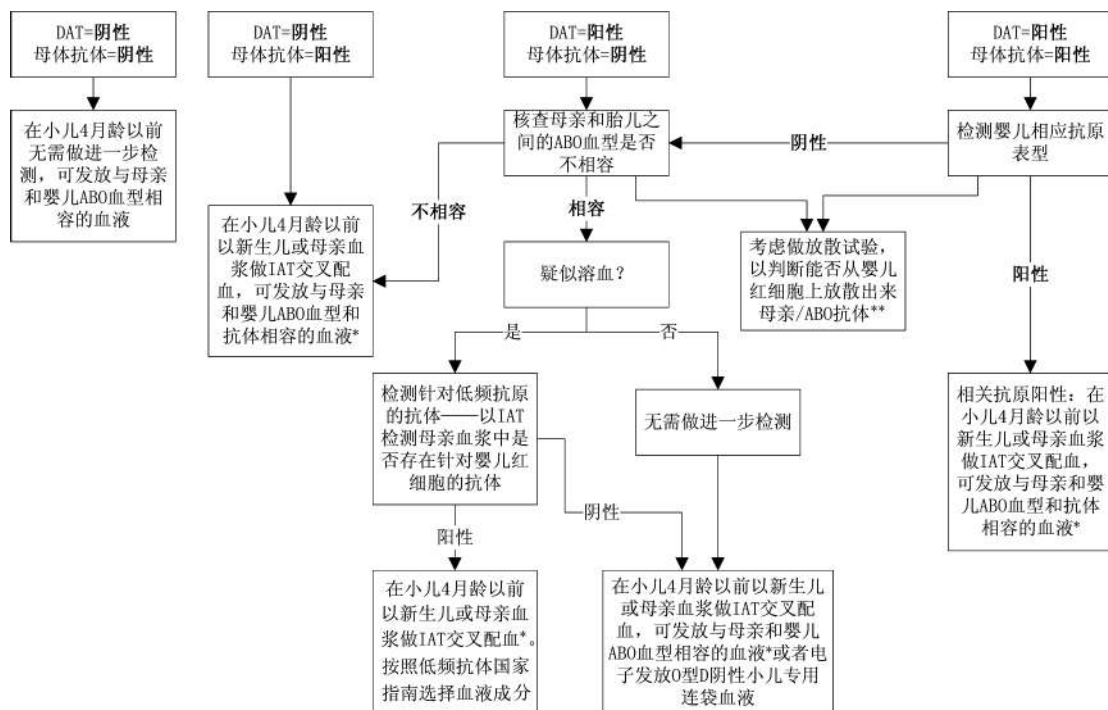 DAT=阴性
母体抗体=阴性
DAT=阴性
母体抗体=阳性
DAT=阳性
母体抗体=阴性
DAT=阳性
母体抗体=阳性
在小儿4月龄以前
无需做进一步检
测，可发放与母亲
和婴儿ABO血型相
容的血液
核查母亲和胎儿之
间的ABO血型是否
不相容
阴性
检测婴儿相应抗原
表型
不相容
相容
阳性
在小儿4月龄以前
以新生儿或母亲血
浆做IAT交叉配
血，可发放与母亲
和婴儿ABO血型和
抗体相容的血液*
疑似溶血？
考虑做放散试验，
以判断能否从婴儿
红细胞上放散出来
母亲/ABO抗体**
是
否
检测针对低频抗原
的抗体——以IAT
检测母亲血浆中是
否存在针对婴儿红
细胞的抗体
无需做进一步检测
相关抗原阳性：在
小儿4月龄以前以
新生儿或母亲血浆
做IAT交叉配血，
可发放与母亲和婴
儿ABO血型和抗体
相容的血液*
阳性
阴性
在小儿4月龄以前
以新生儿或母亲血
浆做IAT交叉配血*。
按照低频抗体国家
指南选择血液成分
在小儿4月龄以前以新生儿
或母亲血浆做IAT交叉配
血，可发放与母亲和婴儿
ABO血型相容的血液*或者电
子发放O型D阴性小儿专用
连袋血液